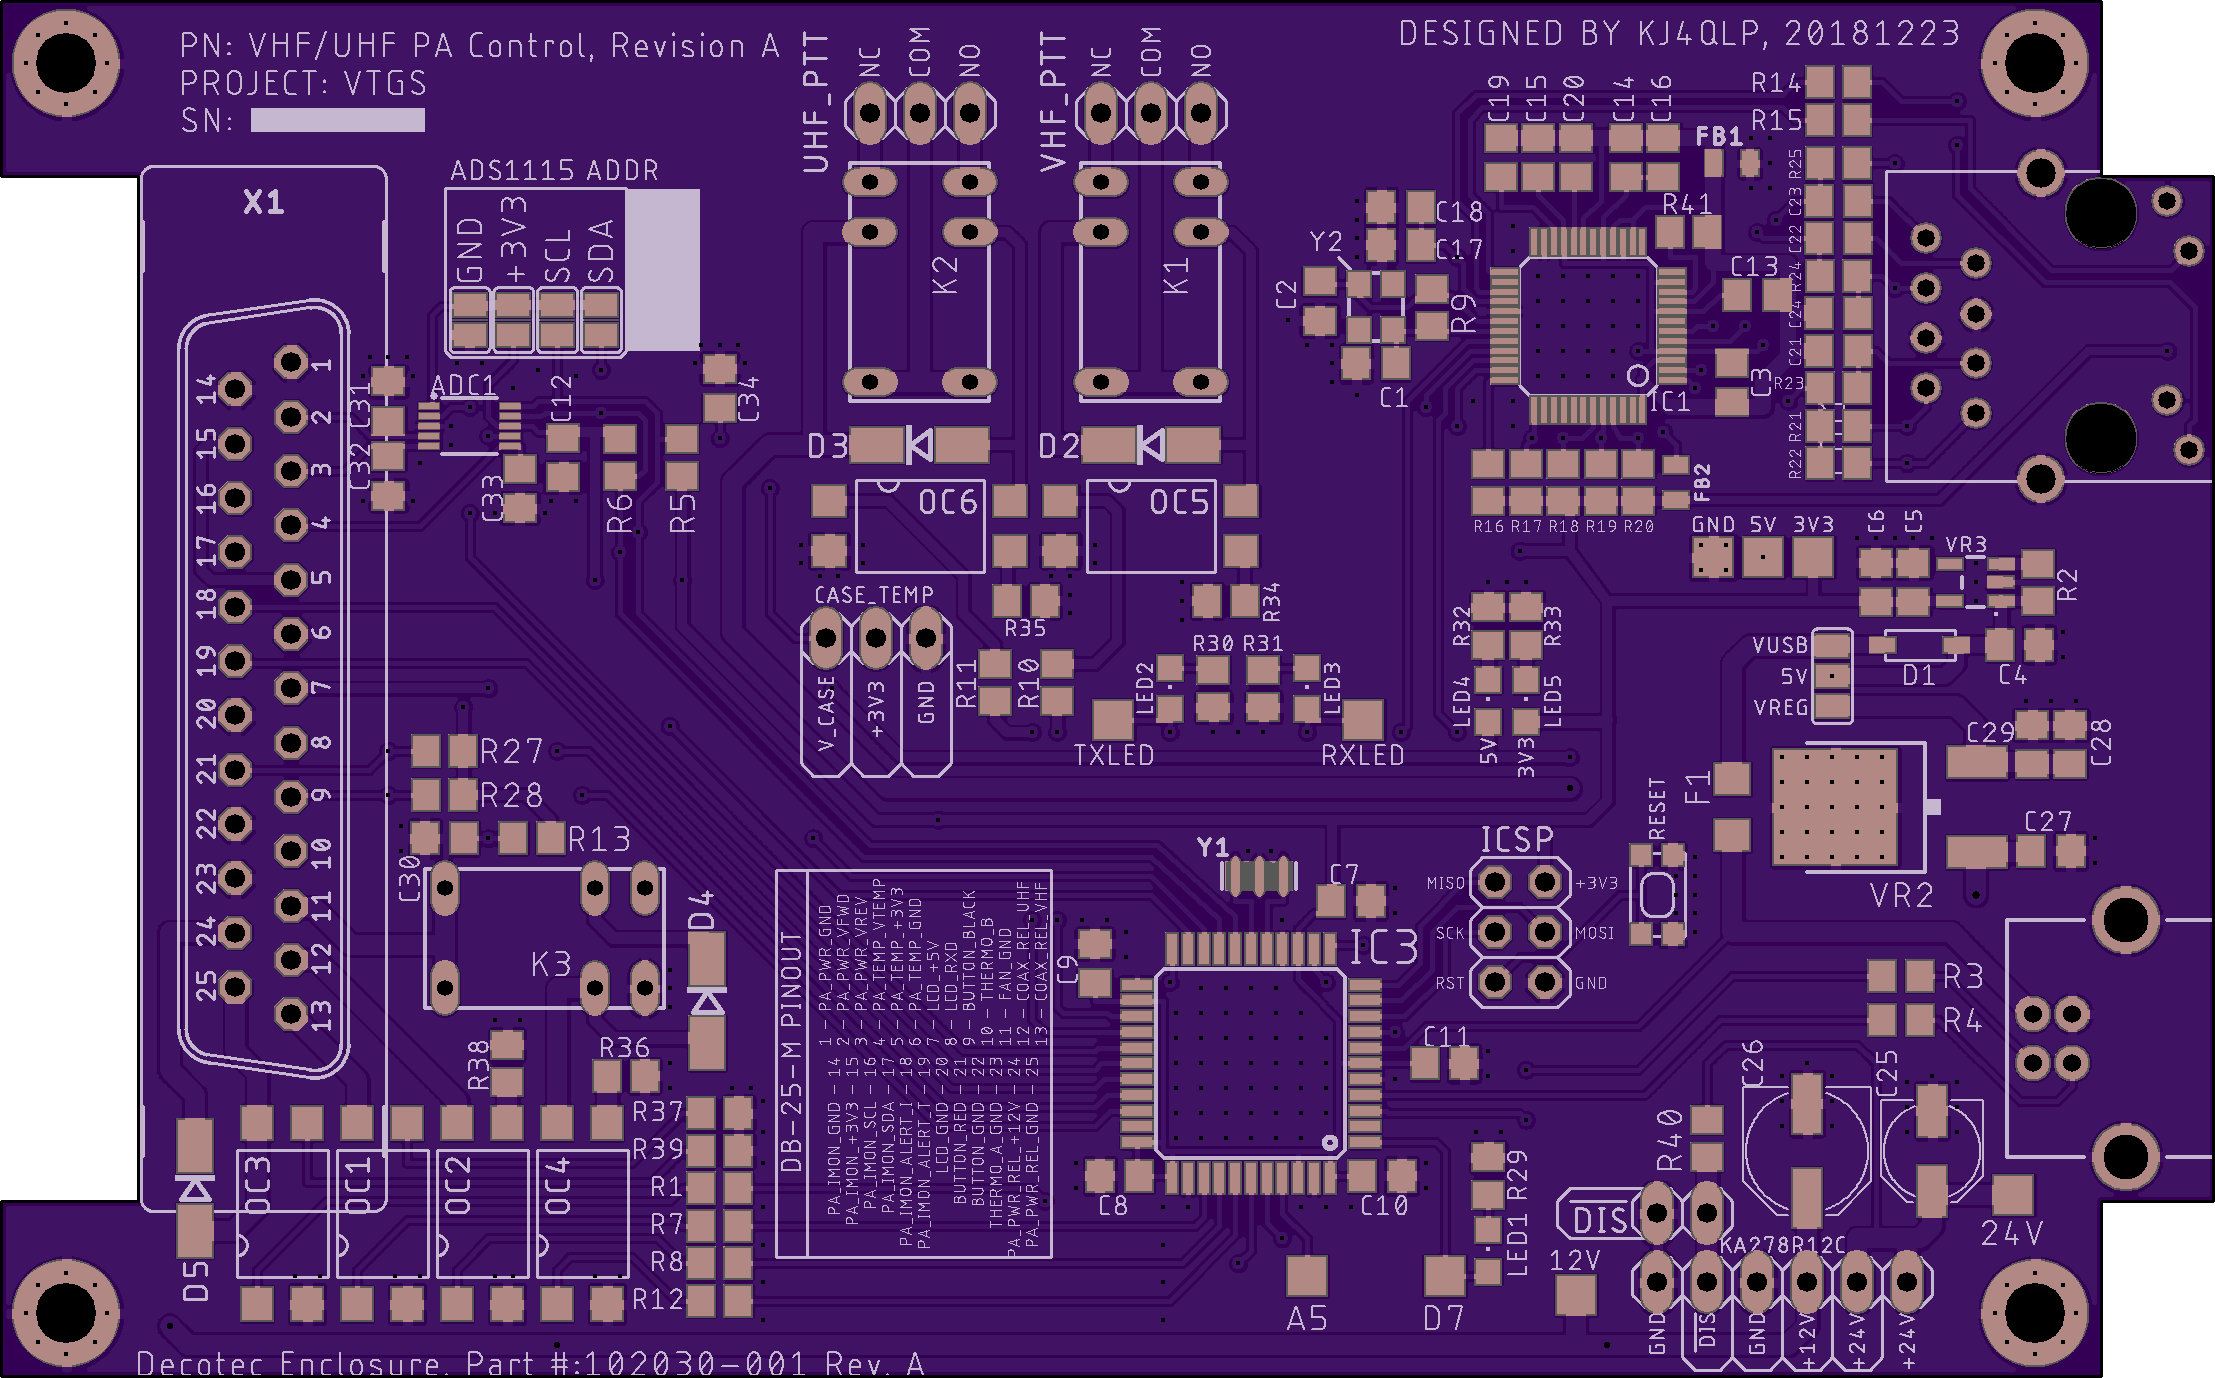 PN: VHF/UHF PA Control, Revision A
PROJECT: VTGS
SN:
DESIGNED BY KJ4QLP, 20181223
UHF_PTT
NC
COM
NO
VHF_PTT
NC
COM
NO
C19
C15
C20
C14
C16
FB1
R14
R15
R25
C23
C22
R24
C24
C21
R23
R21
R22
X1
ADS1115 ADDR
GND
+3V3
SCL
SDA
K2
K1
C18
C17
Y2
C2
R9
C1
R41
C13
C3
IC1
1
2
3
4
5
6
7
8
9
10
11
12
13
14
15
16
17
18
19
20
21
22
23
24
25
C31
C32
ADC1
C12
C33
C34
R6
R5
D3
D2
OC6
OC5
R16
R17
R18
R19
R20
FB2
GND
5V
3V3
C6
C5
VR3
R2
CASE_TEMP
V_CASE
+3V3
GND
R35
R34
R11
R10
R30
R31
LED2
LED3
TXLED
RXLED
R32
R33
LED4
LED5
5V
3V3
VUSB
5V
VREG
D1
C4
C29
C28
R27
R28
R13
C30
K3
D4
F1
RESET
VR2
C27
Y1
C7
ICSP
MISO
+3V3
SCK
MOSI
RST
GND
C9
IC3
C11
R3
R4
DB-25-M PINOUT
1 - PA_PWR_GND
2 - PA_PWR_VFWD
3 - PA_PWR_VREV
4 - PA_TEMP_VTEMP
5 - PA_TEMP_+3V3
6 - PA_TEMP_GND
7 - LCD_+5V
8 - LCD_RXD
9 - BUTTON_BLACK
10 - THERMO_B
11 - FAN_GND
12 - COAX_REL_UHF
13 - COAX_REL_VHF
PA_IMON_GND - 14
PA_IMON_+3V3 - 15
PA_IMON_SCL - 16
PA_IMON_SDA - 17
PA_IMON_ALERT_I - 18
PA_IMON_ALERT_T - 19
LCD_GND - 20
BUTTON_RED - 21
BUTTON_GND - 22
THERMO_A_GND - 23
PA_PWR_REL_+12V - 24
PA_PWR_REL_GND - 25
R38
R36
R37
R39
R1
R7
R8
R12
D5
OC3
OC1
OC2
OC4
C8
C10
R29
LED1
A5
D7
12V
R40
C26
C25
DIS
KA278R12C
24V
GND
DIS
GND
+12V
+24V
+24V
Decotec Enclosure, Part #:102030-001 Rev. A